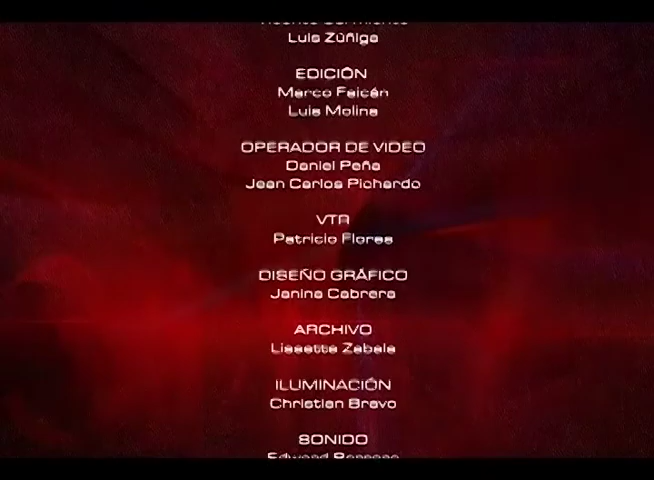 Luis Zúñiga
EDICIÓN
Marco Faicán
Luis Molina
OPERADOR DE VIDEO
Daniel Peña
Jean Carlos Pichardo
VTR
Patricio Flores
DISEÑO GRÁFICO
Janina Cabrera
ARCHIVO
Lissette Zabala
ILUMINACIÓN
Christian Bravo
SONIDO